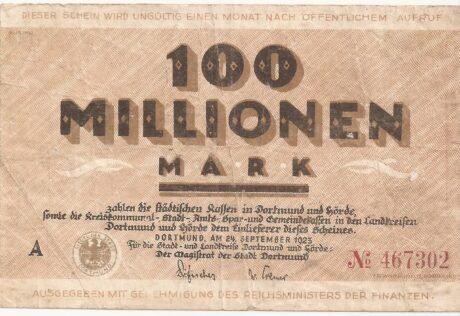 DIESER SCHEIN WIRD UNGÜLTIG EINEN MONAT NACH ÖFFENTLICHEM AUFRUF
100
MILLIONEN
MARK
zahlen die städtischen Kassen in Dortmund und Hörde,
sowie die Kreiskommunal-Stadt-Amts-Spar-und Gemeindekassen in den Landkreisen
Dortmund und Hörde dem Einlieferer dieses Scheines.
DORTMUND, AM 24. SEPTEMBER 1923
Für die Stadt-und Landkreise Dortmund und Hörde:
Der Magistrat der Stadt Dortmund
A
№ 467302
AUSGEGEBEN MIT GENEHMIGUNG DES REICHSMINISTERS DER FINANZEN.